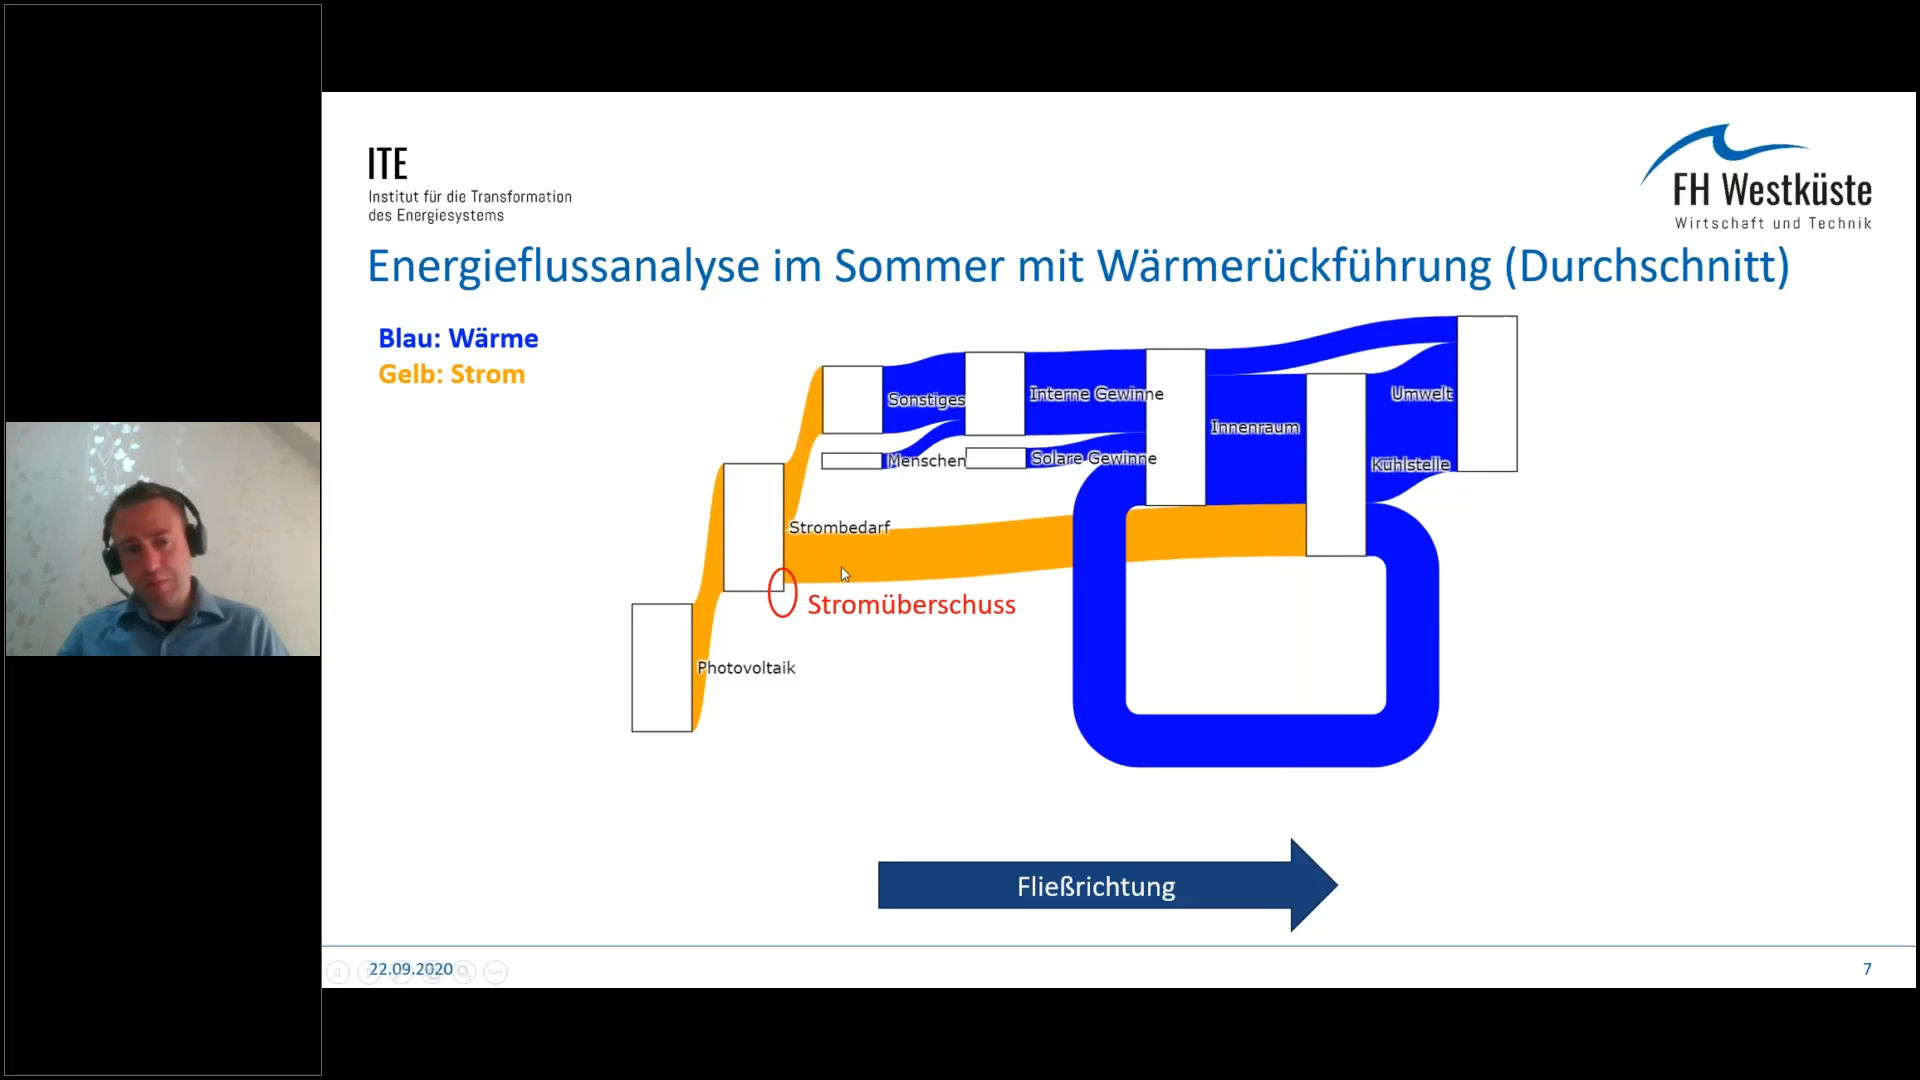 ITE
Institut für die Transformation
des Energiesystems
FH Westküste
Wirtschaft und Technik
Energieflussanalyse im Sommer mit Wärmerückführung (Durchschnitt)
Blau: Wärme
Gelb: Strom
Sonstiges
Interne Gewinne
Umwelt
Innenraum
Menschen
Solare Gewinne
Kühlstelle
Strombedarf
Stromüberschuss
Photovoltaik
Fließrichtung
22.09.2020
7